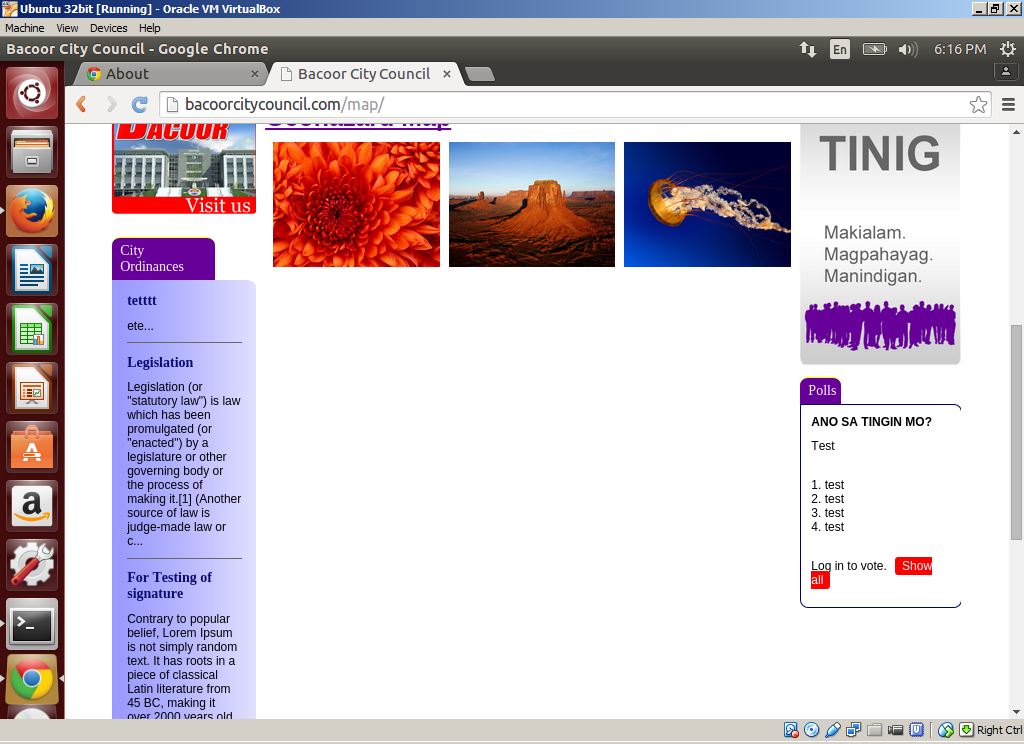 Ubuntu 32bit [Running] - Oracle VM VirtualBox
Machine View Devices Help
Bacoor City Council - Google Chrome
En
6:16 PM
About
Bacoor City Council
bacoorcitycouncil.com/map/
BACOOR
Visit us
City
Ordinances
tetttt
ete...
Legislation
Legislation (or
"statutory law") is law
which has been
promulgated (or
"enacted") by a
legislature or other
governing body or
the process of
making it.[1] (Another
source of law is
judge-made law or
c...
For Testing of
signature
Contrary to popular
belief, Lorem Ipsum
is not simply random
text. It has roots in a
piece of classical
Latin literature from
45 BC, making it
over 2000 years old
Geohazard Map
TINIG
Makialam.
Magpahayag.
Manindigan.
Polls
ANO SA TINGIN MO?
Test
1. test
2. test
3. test
4. test
Log in to vote. Show
all
Right Ctrl